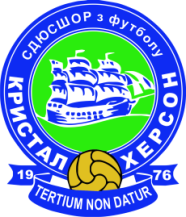 СДЮСШОР з футболу
КРИСТАЛ ХЕРСОН
19 76
TERTIUM NON DATUR